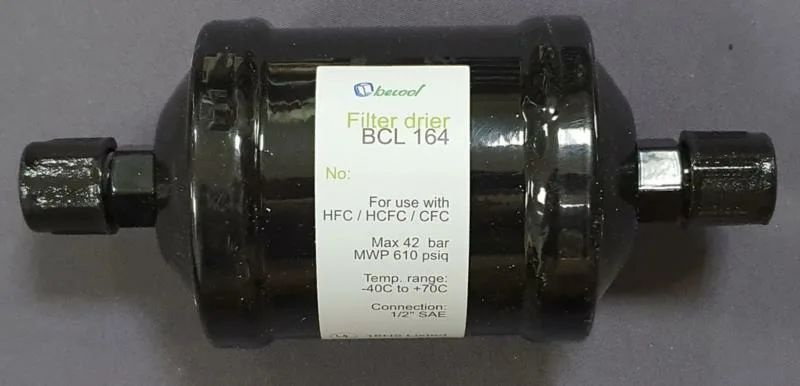 becool
Filter drier
BCL 164
No:
For use with
HFC / HCFC / CFC
Max 42 bar
MWP 610 psiq
Temp. range:
-40C to +70C
Connection:
1/2" SAE